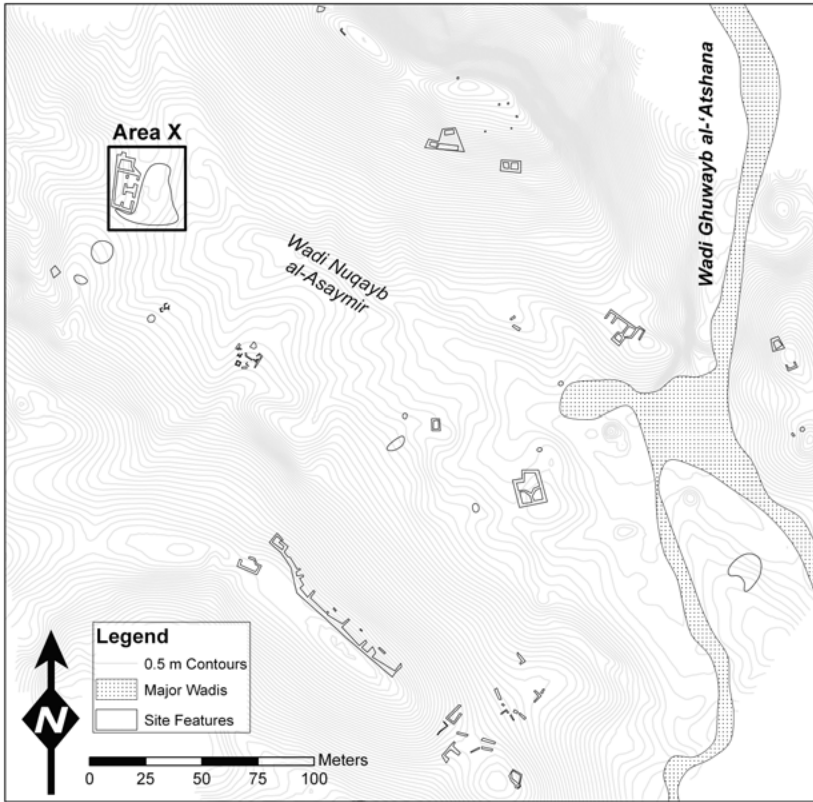 Area X
Wadi Ghuwayb al-‘Atshana
Wadi Nuqayb
al-Asaymir
Legend
0.5 m Contours
Major Wadis
Site Features
N
Meters
0 25 50 75 100